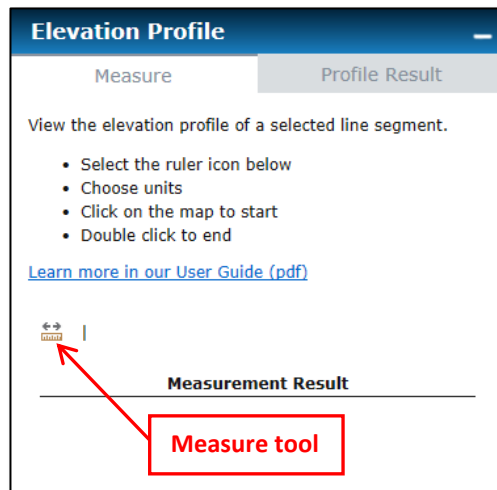 Elevation Profile
Measure
Profile Result
View the elevation profile of a selected line segment.
• Select the ruler icon below
• Choose units
• Click on the map to start
• Double click to end
Learn more in our User Guide (pdf)
Measurement Result
Measure tool